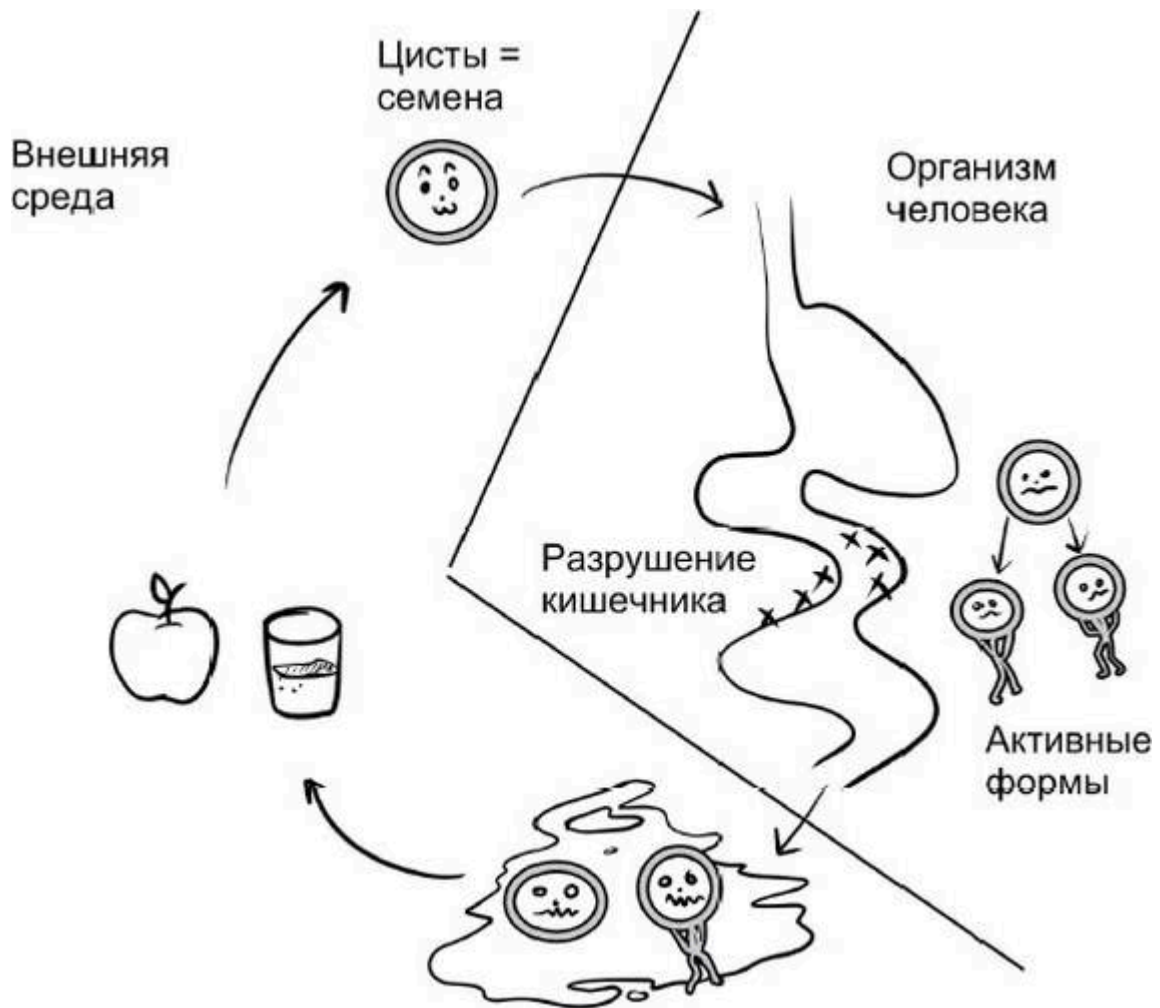 Цисты =
семена
Внешняя
среда
Организм
человека
Разрушение
кишечника
Активные
формы